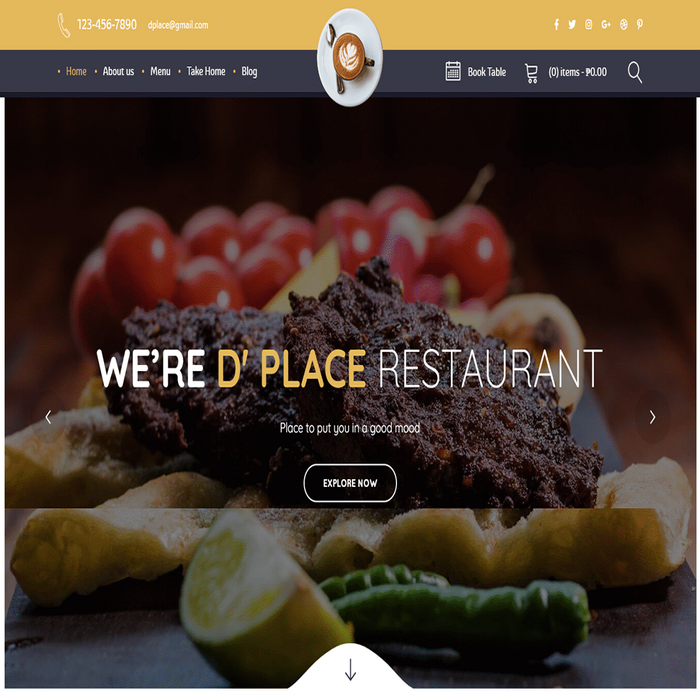 123-456-7890 dplace@gmail.com
Home About us Menu Take Home Blog Book Table (0) items - ₱0.00
WE'RE D' PLACE RESTAURANT
Place to put you in a good mood
EXPLORE NOW